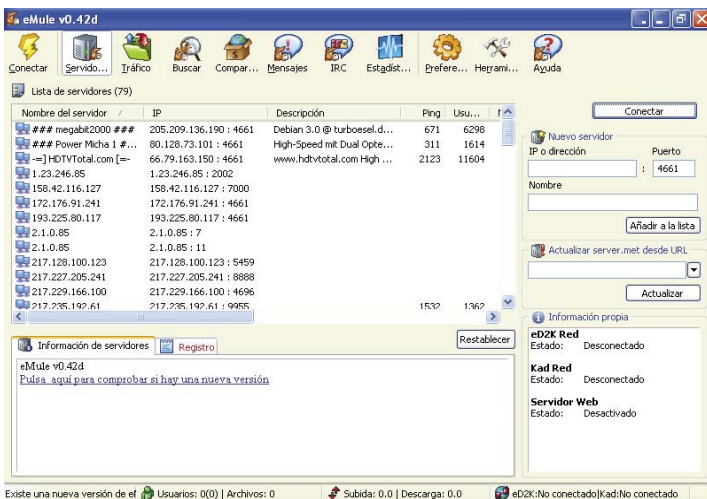 eMule v0.42d
Conectar Servido... Tráfico Buscar Compar... Mensajes IRC Estadíst... Prefere... Herrami... Ayuda
Lista de servidores (79)
Nombre del servidor / IP Descripción Ping Usu...
### megabit2000 ### 205.209.136.190 : 4661 Debian 3.0 @ turboesel.d... 671 6298
### Power Micha 1 #... 80.128.73.101 : 4661 High-Speed mit Dual Opte... 311 1614
-=] HDTVTotal.com [=- 66.79.163.150 : 4661 www.hdtvtotal.com High ... 2123 11604
1.23.246.85 1.23.246.85 : 2002
158.42.116.127 158.42.116.127 : 7000
172.176.91.241 172.176.91.241 : 4661
193.225.80.117 193.225.80.117 : 4661
2.1.0.85 2.1.0.85 : 7
2.1.0.85 2.1.0.85 : 11
217.128.100.123 217.128.100.123 : 5459
217.227.205.241 217.227.205.241 : 8888
217.229.166.100 217.229.166.100 : 4696
217.235.192.61 217.235.192.61 : 9955 1532 1362
Conectar
Nuevo servidor
IP o dirección Puerto
: 4661
Nombre
Añadir a la lista
Actualizar server.met desde URL
Actualizar
Información propia
eD2K Red
Estado: Desconectado
Kad Red
Estado: Desconectado
Servidor Web
Estado: Desactivado
Información de servidores Registro Restablecer
eMule v0.42d
Pulsa aquí para comprobar si hay una nueva versión
Existe una nueva versión de eM Usuarios: 0(0) | Archivos: 0 Subida: 0.0 | Descarga: 0.0 eD2K:No conectado|Kad:No conectado